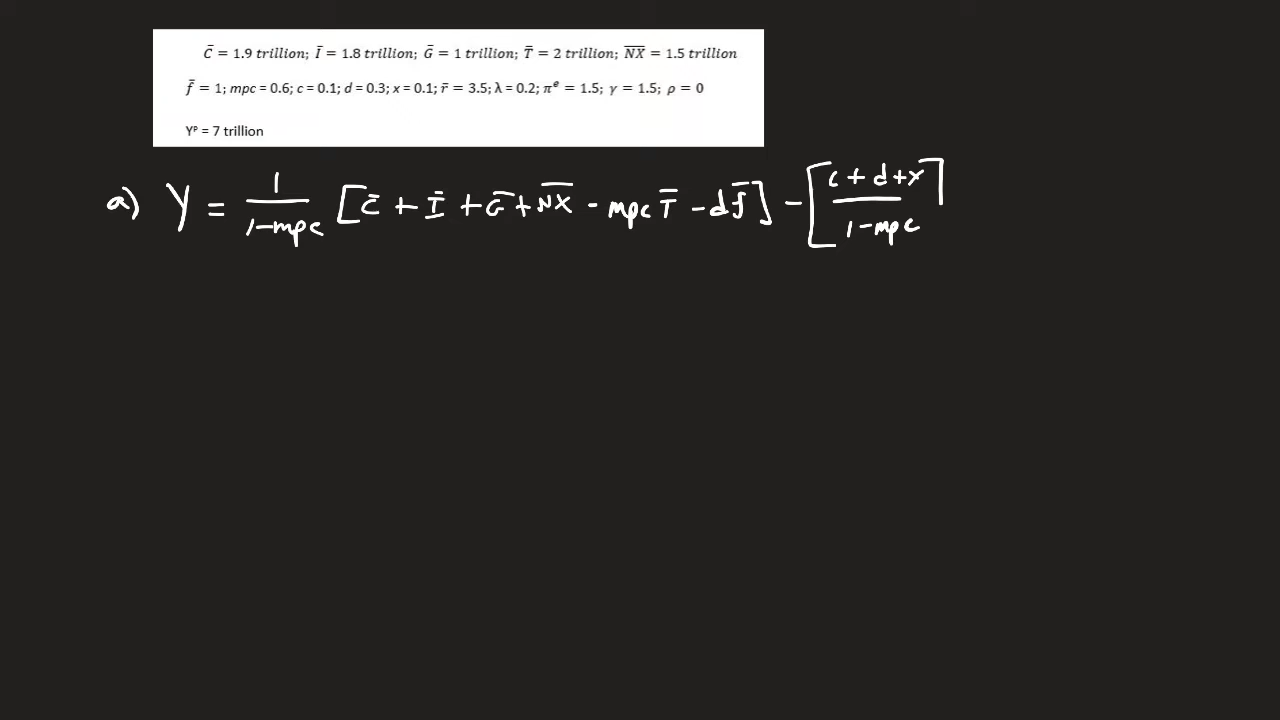 C̄ = 1.9 trillion; Ī = 1.8 trillion; Ḡ = 1 trillion; T̄ = 2 trillion; N̅X̅ = 1.5 trillion
f̄ = 1; mpc = 0.6; c = 0.1; d = 0.3; x = 0.1; r̄ = 3.5; λ = 0.2; πᵉ = 1.5; γ = 1.5; ρ = 0
Yᵖ = 7 trillion
a) Y = 1/(1-mpc) [C̄ + Ī + Ḡ + N̅X̅ - mpc T̄ - d f̄] - [(c + d + x)/(1-mpc)